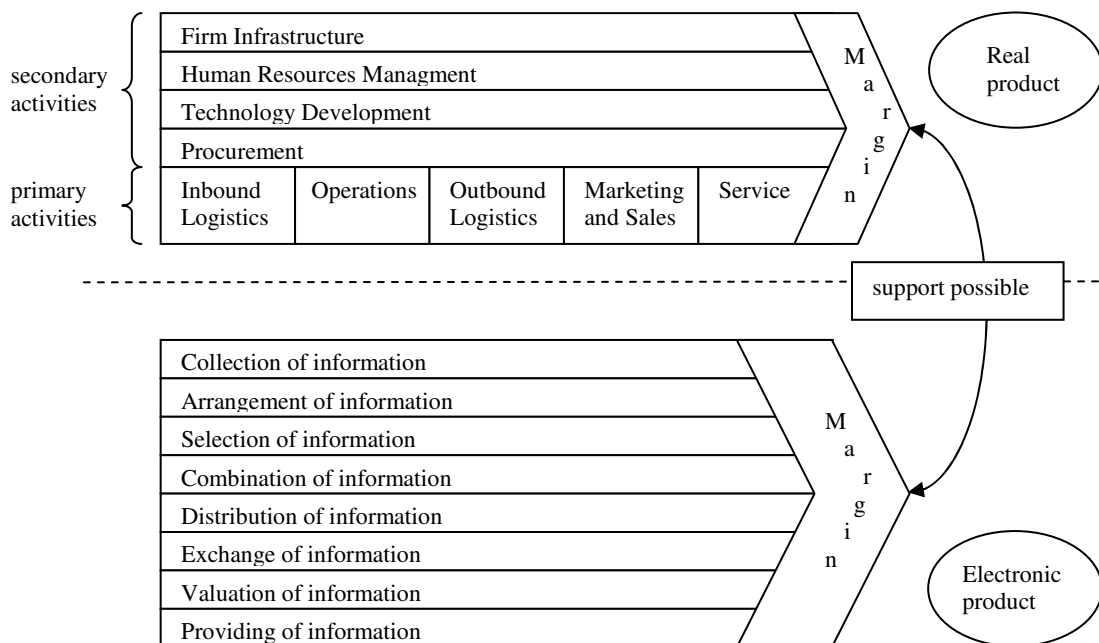 Firm Infrastructure
Human Resources Managment
Technology Development
Procurement
secondary
activities
primary
activities
Inbound
Logistics
Operations
Outbound
Logistics
Marketing
and Sales
Service
Margin
Real
product
support possible
Collection of information
Arrangement of information
Selection of information
Combination of information
Distribution of information
Exchange of information
Valuation of information
Providing of information
Margin
Electronic
product